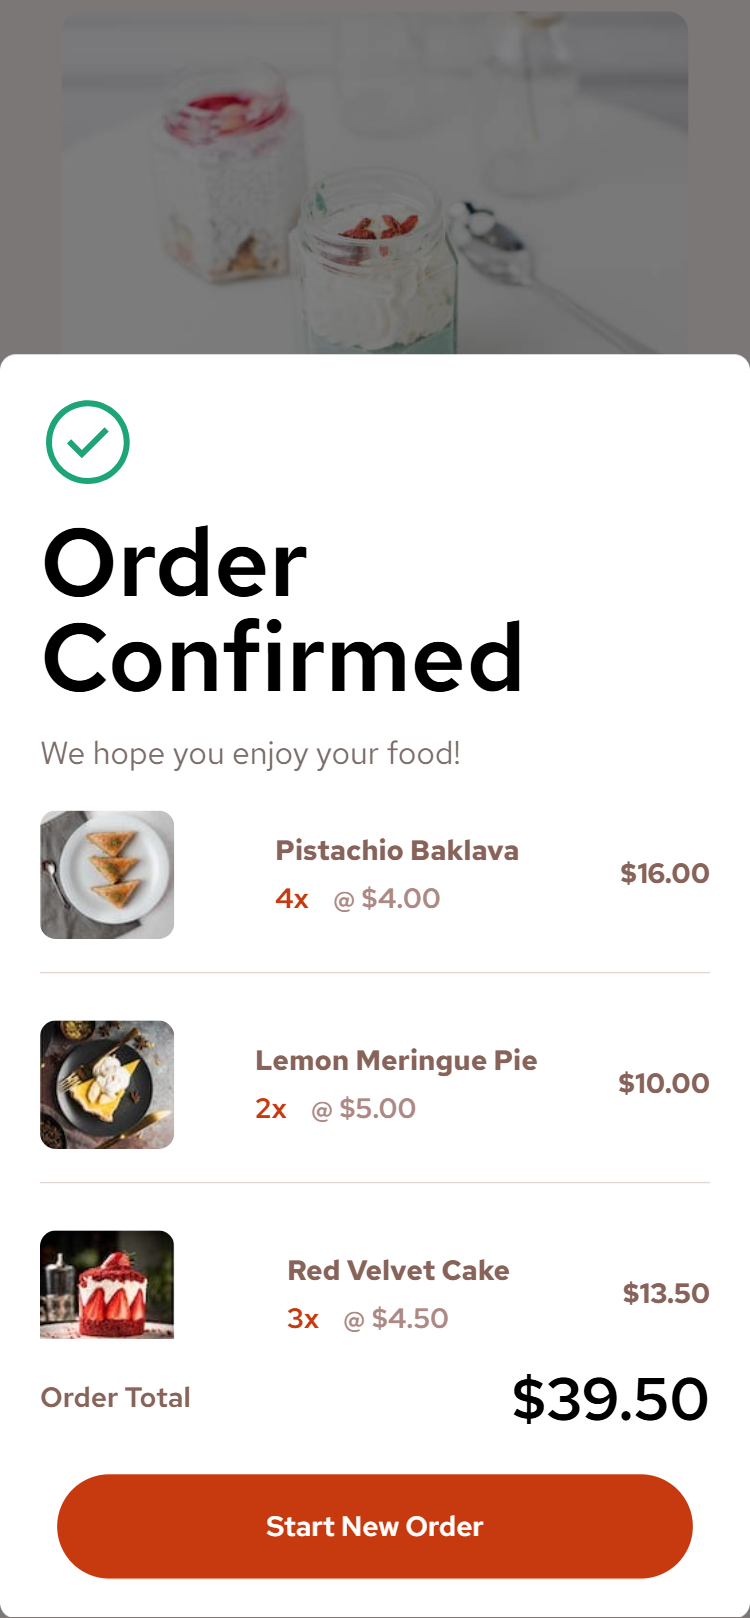 Order
Confirmed
We hope you enjoy your food!
Pistachio Baklava
4x @ $4.00
$16.00
Lemon Meringue Pie
2x @ $5.00
$10.00
Red Velvet Cake
3x @ $4.50
$13.50
Order Total
$39.50
Start New Order